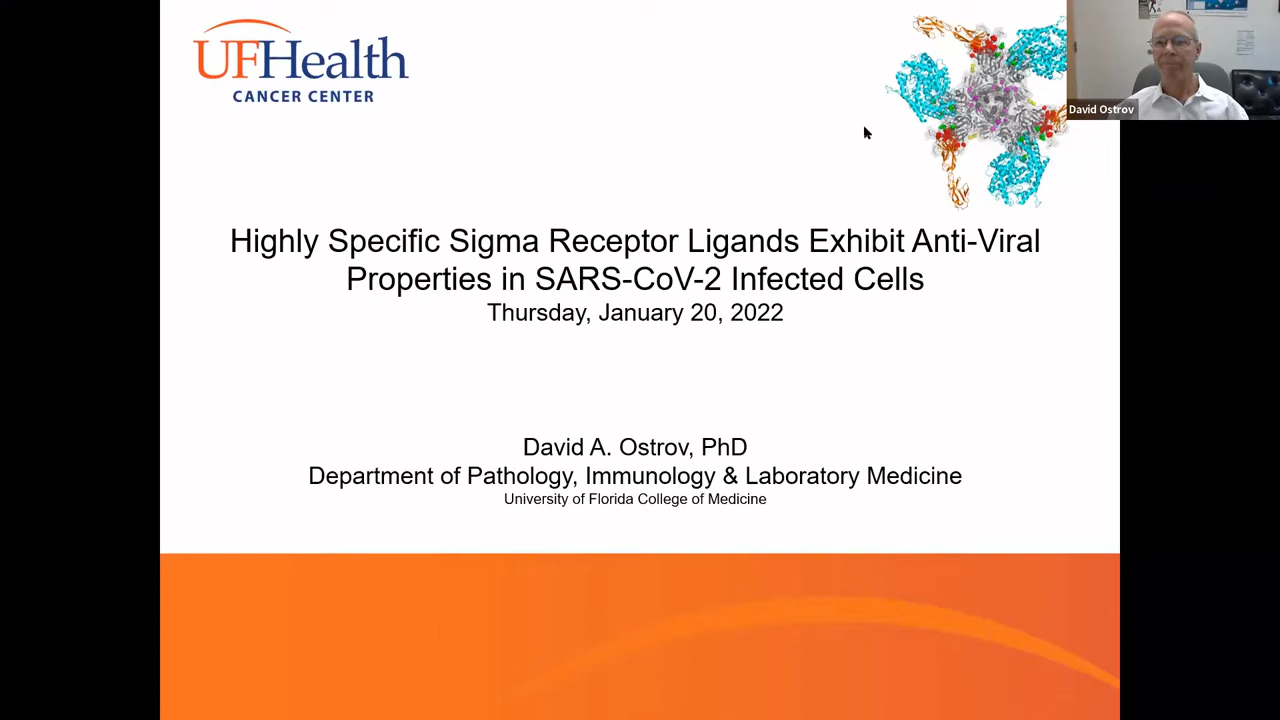 UFHealth
CANCER CENTER
David Ostrov
Highly Specific Sigma Receptor Ligands Exhibit Anti-Viral
Properties in SARS-CoV-2 Infected Cells
Thursday, January 20, 2022
David A. Ostrov, PhD
Department of Pathology, Immunology & Laboratory Medicine
University of Florida College of Medicine